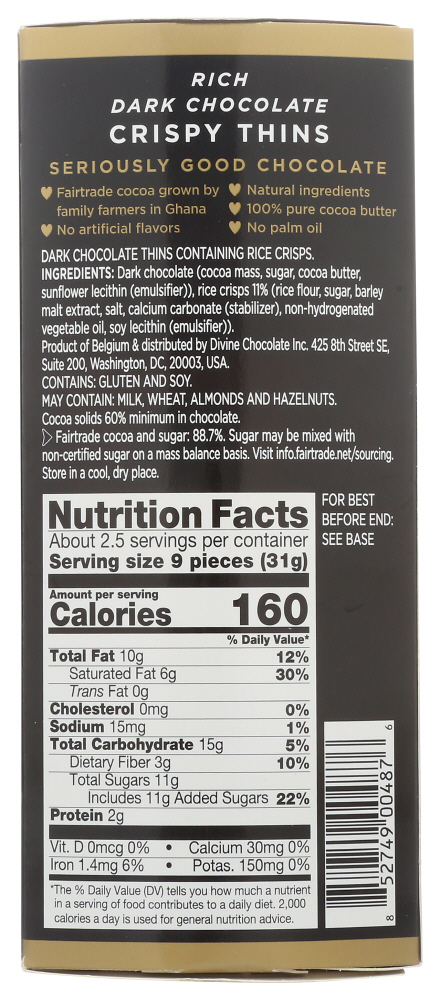 RICH
DARK CHOCOLATE
CRISPY THINS
SERIOUSLY GOOD CHOCOLATE
Fairtrade cocoa grown by family farmers in Ghana
No artificial flavors
Natural ingredients
100% pure cocoa butter
No palm oil
DARK CHOCOLATE THINS CONTAINING RICE CRISPS.
INGREDIENTS: Dark chocolate (cocoa mass, sugar, cocoa butter,
sunflower lecithin (emulsifier)), rice crisps 11% (rice flour, sugar, barley
malt extract, salt, calcium carbonate (stabilizer), non-hydrogenated
vegetable oil, soy lecithin (emulsifier)).
Product of Belgium & distributed by Divine Chocolate Inc. 425 8th Street SE,
Suite 200, Washington, DC, 20003, USA.
CONTAINS: GLUTEN AND SOY.
MAY CONTAIN: MILK, WHEAT, ALMONDS AND HAZELNUTS.
Cocoa solids 60% minimum in chocolate.
Fairtrade cocoa and sugar: 88.7%. Sugar may be mixed with
non-certified sugar on a mass balance basis. Visit info.fairtrade.net/sourcing.
Store in a cool, dry place.
Nutrition Facts
About 2.5 servings per container
Serving size 9 pieces (31g)
Amount per serving
Calories 160
% Daily Value*
Total Fat 10g 12%
Saturated Fat 6g 30%
Trans Fat 0g
Cholesterol 0mg 0%
Sodium 15mg 1%
Total Carbohydrate 15g 5%
Dietary Fiber 3g 10%
Total Sugars 11g
Includes 11g Added Sugars 22%
Protein 2g
Vit. D 0mcg 0% • Calcium 30mg 0%
Iron 1.4mg 6% • Potas. 150mg 0%
*The % Daily Value (DV) tells you how much a nutrient
in a serving of food contributes to a daily diet. 2,000
calories a day is used for general nutrition advice.
FOR BEST
BEFORE END:
SEE BASE
8 52749 00487 6